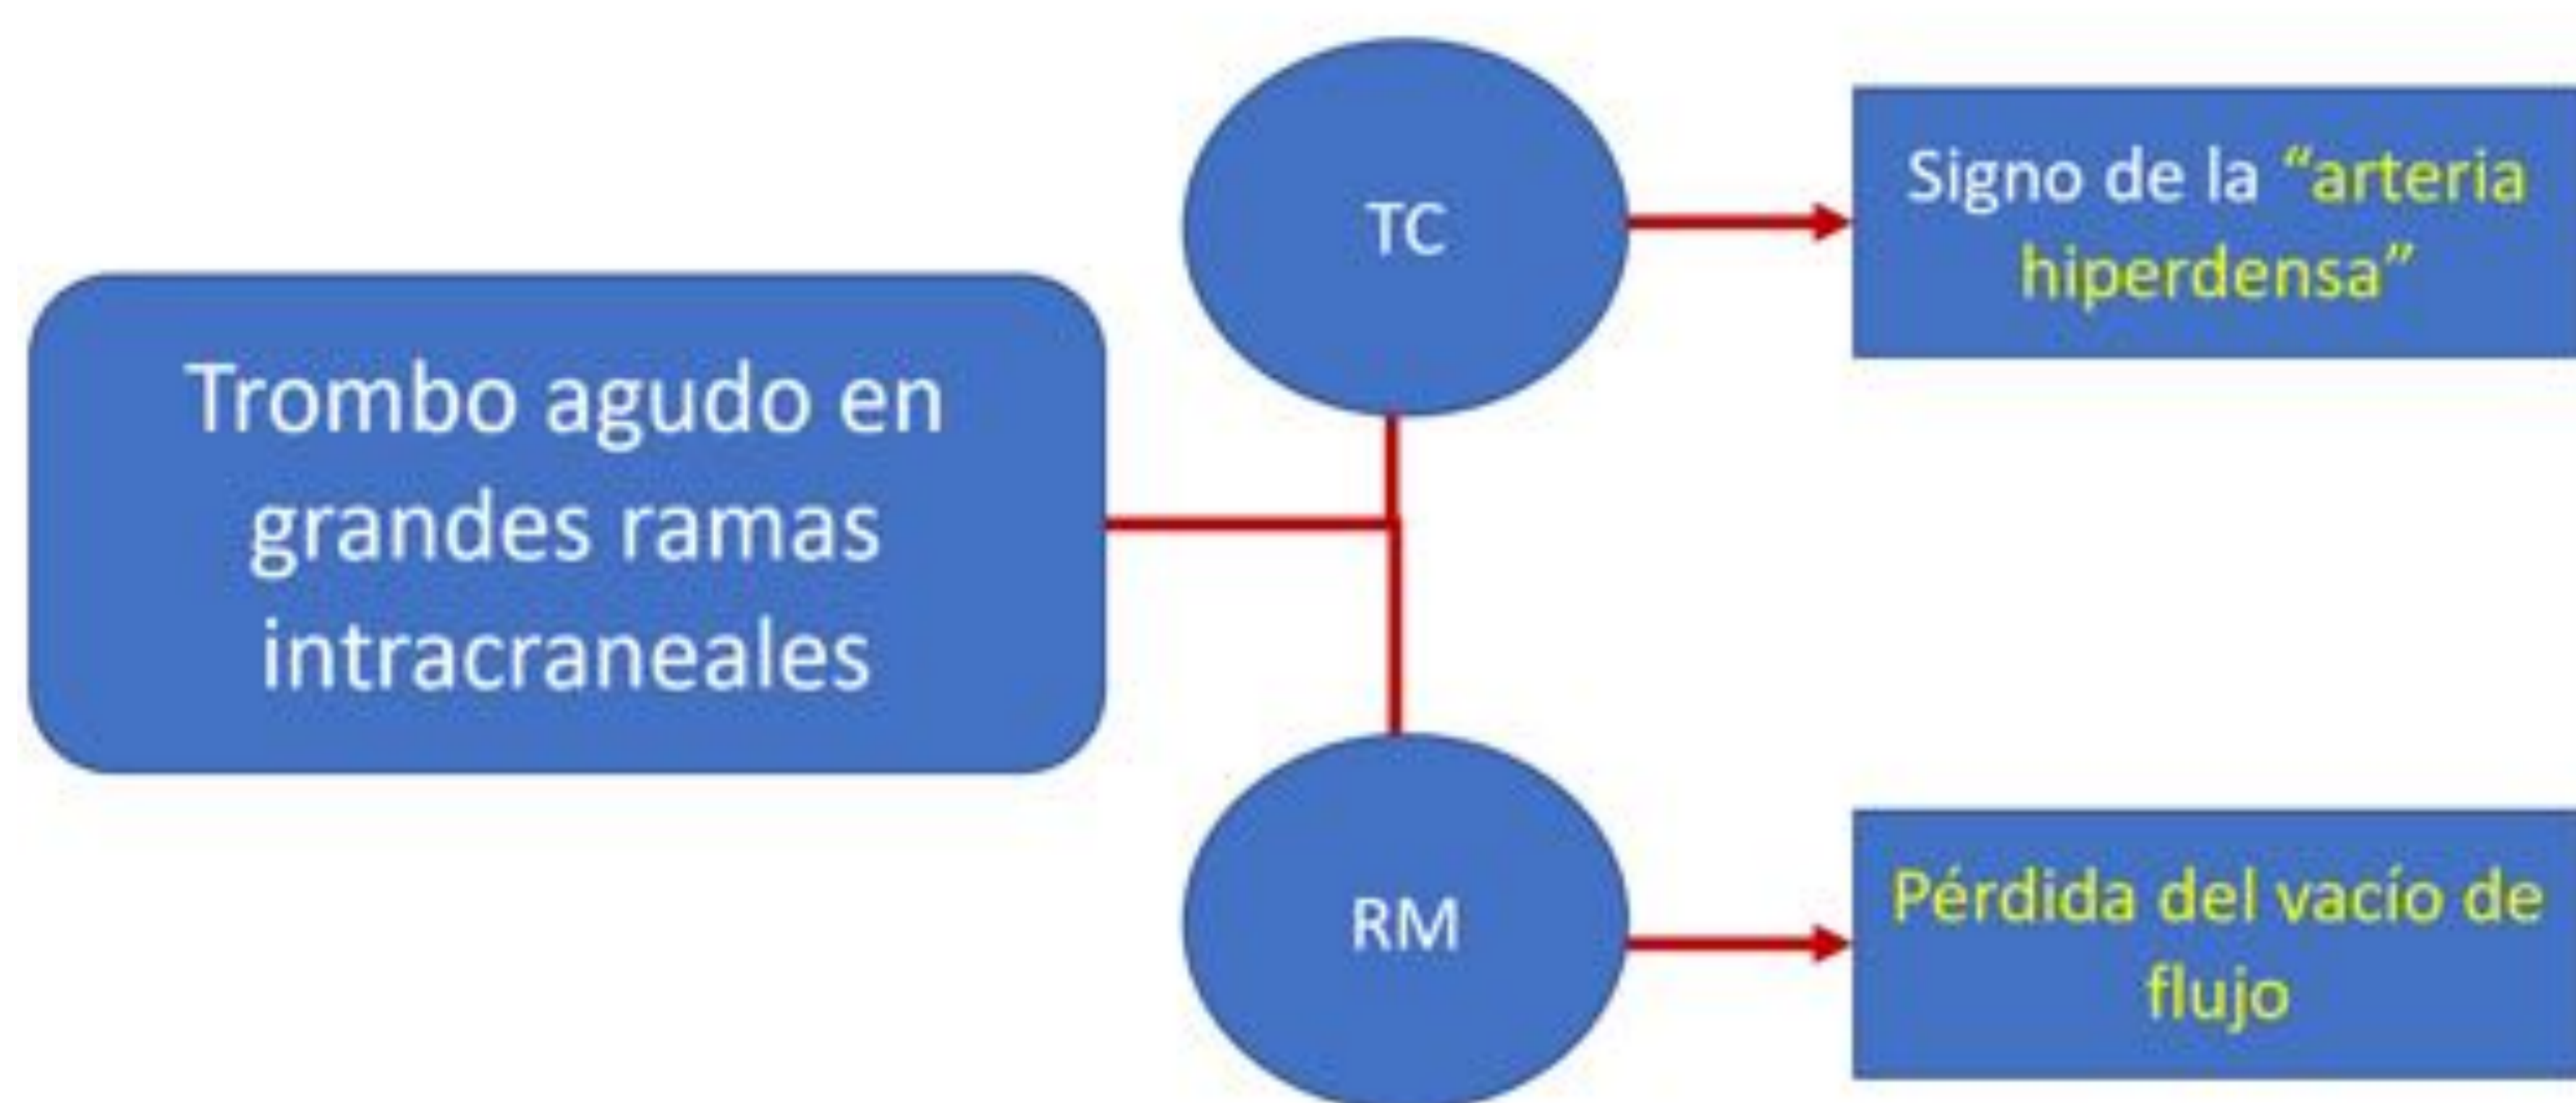 Trombo agudo en
grandes ramas
intracraneales
TC
Signo de la “arteria
hiperdensa”
RM
Pérdida del vacío de
flujo